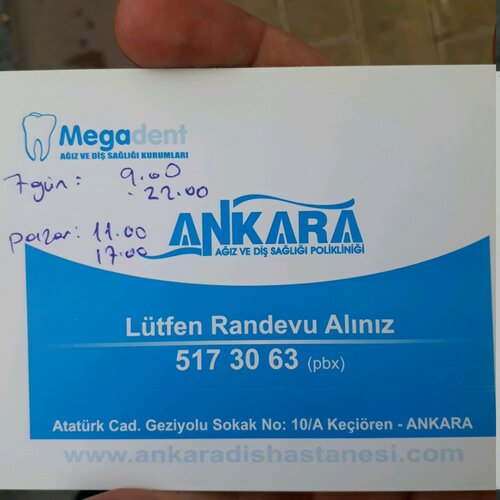 Megadent
AĞIZ VE DİŞ SAĞLIĞI KURUMLARI
7 gün: 9.00
- 22.00
pazar: 11.00
17.00
ANKARA
AĞIZ VE DİŞ SAĞLIĞI POLİKLİNİĞİ
Lütfen Randevu Alınız
517 30 63 (pbx)
Atatürk Cad. Geziyolu Sokak No: 10/A Keçiören - ANKARA
www.ankaradishastanesi.com